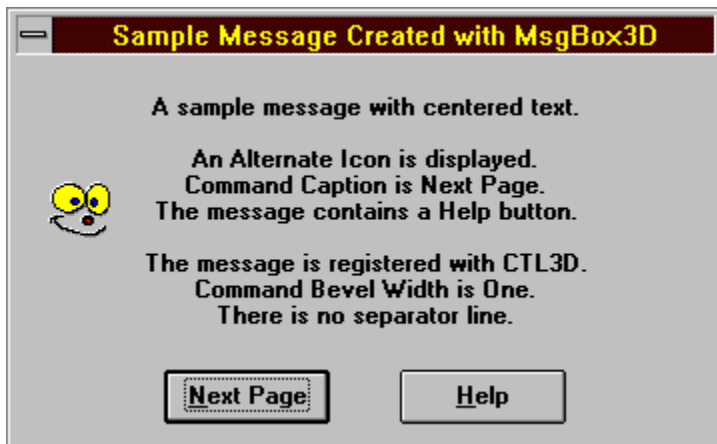 Sample Message Created with MsgBox3D
A sample message with centered text.
An Alternate Icon is displayed.
Command Caption is Next Page.
The message contains a Help button.
The message is registered with CTL3D.
Command Bevel Width is One.
There is no separator line.
Next Page
Help